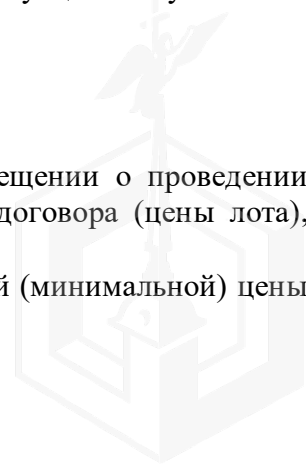 ещении о проведении
договора (цены лота),
й (минимальной) цены